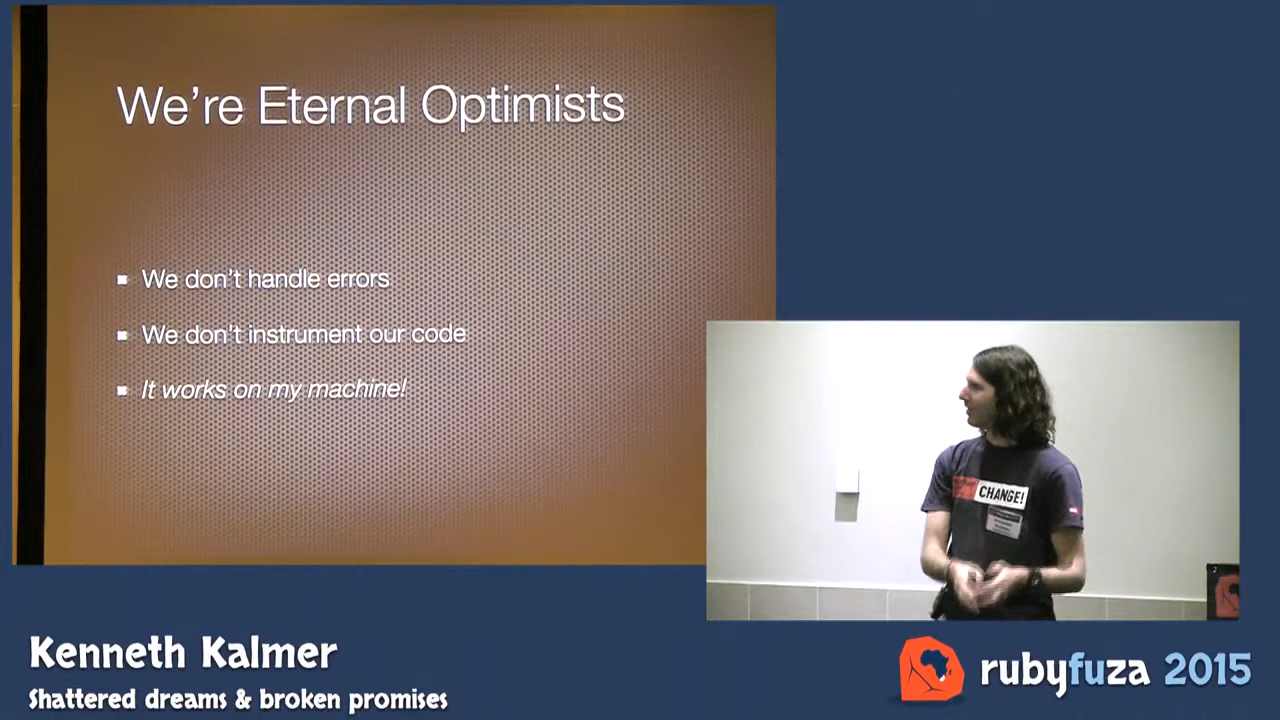 We're Eternal Optimists
We don't handle errors
We don't instrument our code
It works on my machine!
CHANGE!
Kenneth Kalmer
Shattered dreams & broken promises
rubyfuza 2015